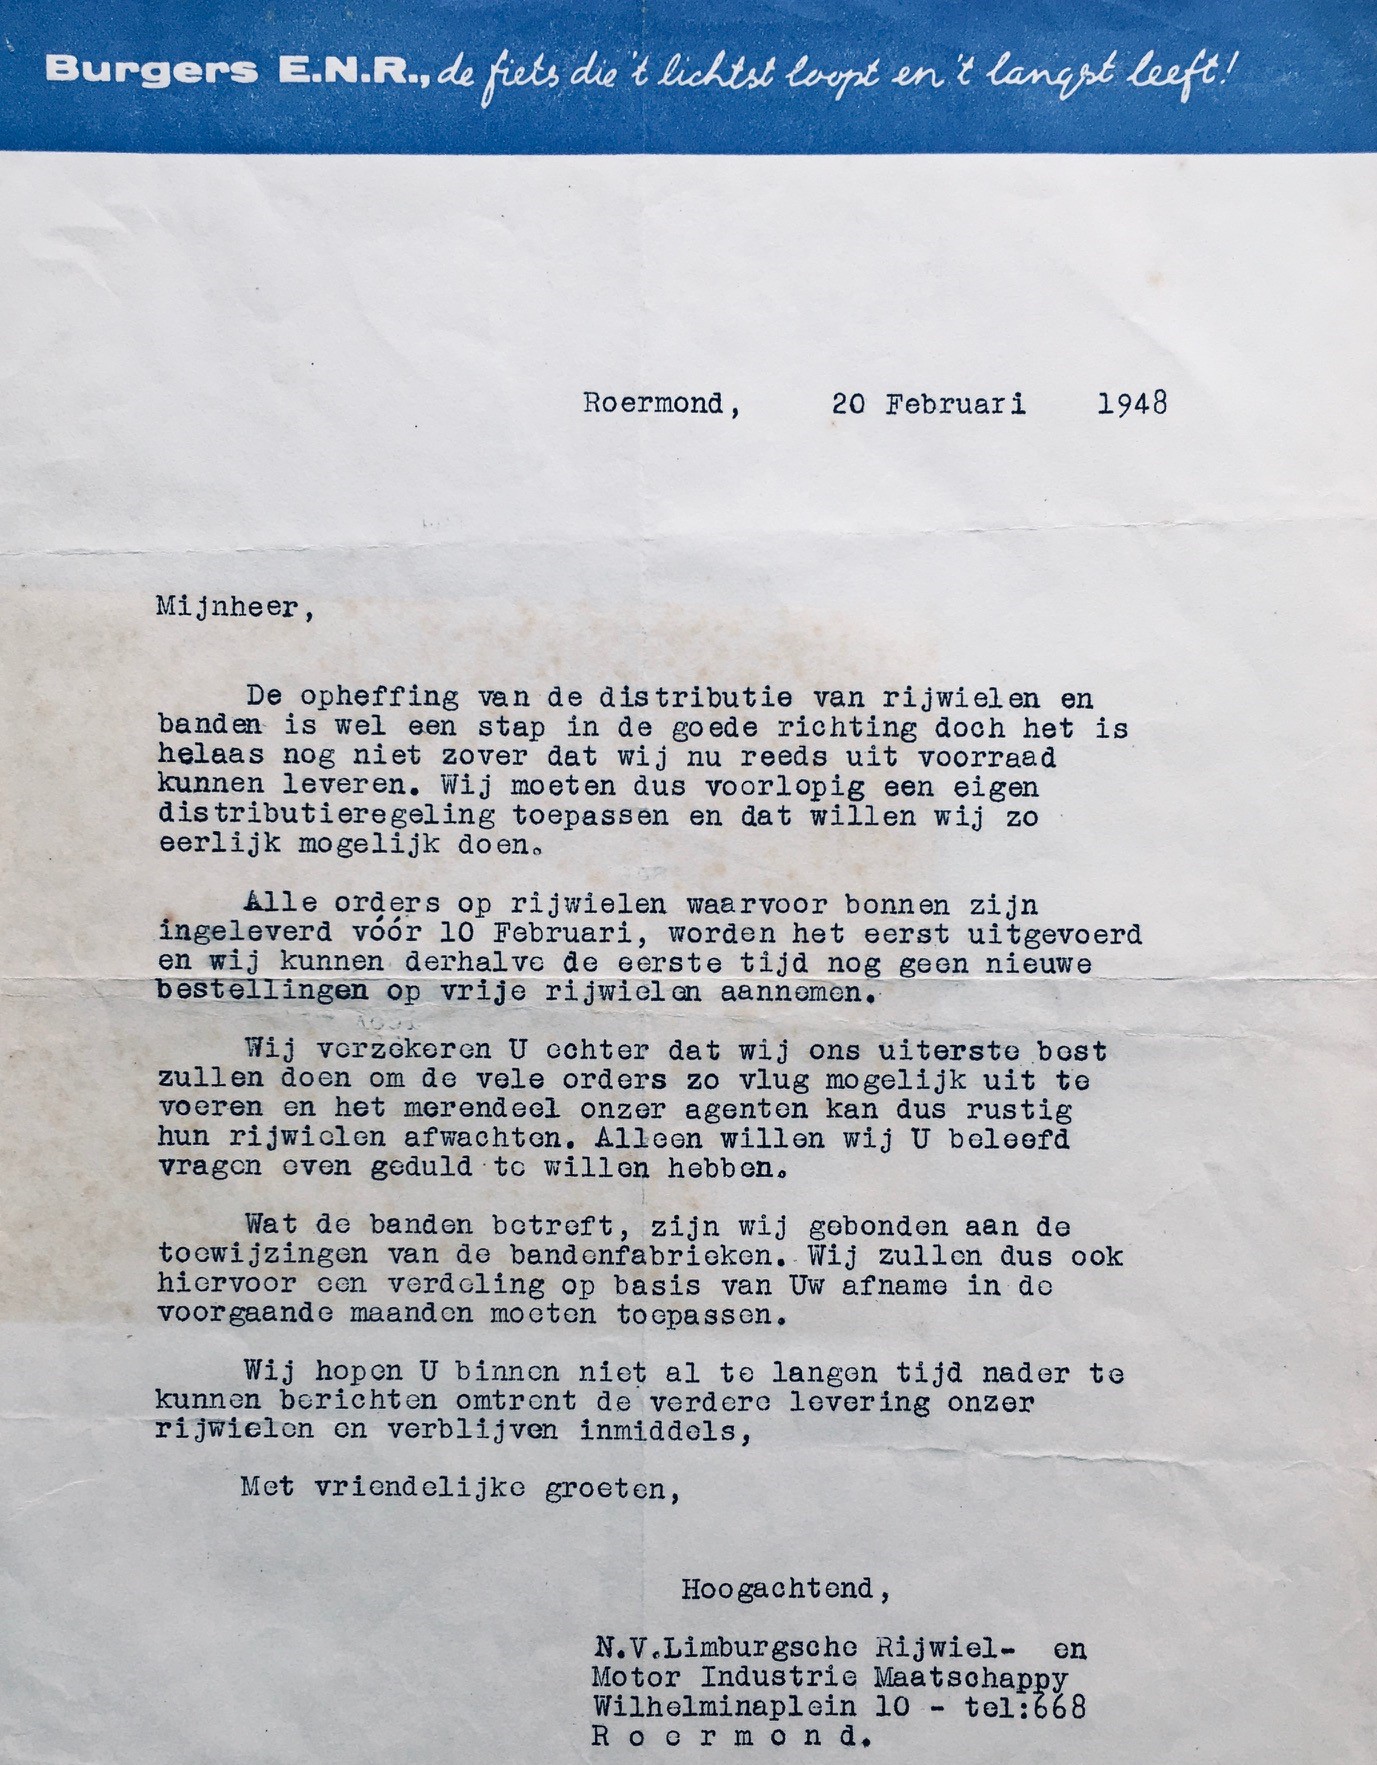 Burgers E.N.R., de fiets die 't lichtst loopt en 't langst leeft!
Roermond, 20 Februari 1948
Mijnheer,
De opheffing van de distributie van rijwielen en
banden is wel een stap in de goede richting doch het is
helaas nog niet zover dat wij nu reeds uit voorraad
kunnen leveren. Wij moeten dus voorlopig een eigen
distributieregeling toepassen en dat willen wij zo
eerlijk mogelijk doen.
Alle orders op rijwielen waarvoor bonnen zijn
ingeleverd vóór 10 Februari, worden het eerst uitgevoerd
en wij kunnen derhalve de eerste tijd nog geen nieuwe
bestellingen op vrije rijwielen aannemen.
Wij verzekeren U echter dat wij ons uiterste best
zullen doen om de vele orders zo vlug mogelijk uit te
voeren en het merendeel onzer agenten kan dus rustig
hun rijwielen afwachten. Alleen willen wij U beleefd
vragen even geduld te willen hebben.
Wat de banden betreft, zijn wij gebonden aan de
toewijzingen van de bandenfabrieken. Wij zullen dus ook
hiervoor een verdeling op basis van Uw afname in de
voorgaande maanden moeten toepassen.
Wij hopen U binnen niet al te langen tijd nader te
kunnen berichten omtrent de verdere levering onzer
rijwielen en verblijven inmiddels,
Met vriendelijke groeten,
Hoogachtend,
N.V.Limburgsche Rijwiel- en
Motor Industrie Maatschappy
Wilhelminaplein 10 - tel:668
R o e r m o n d.